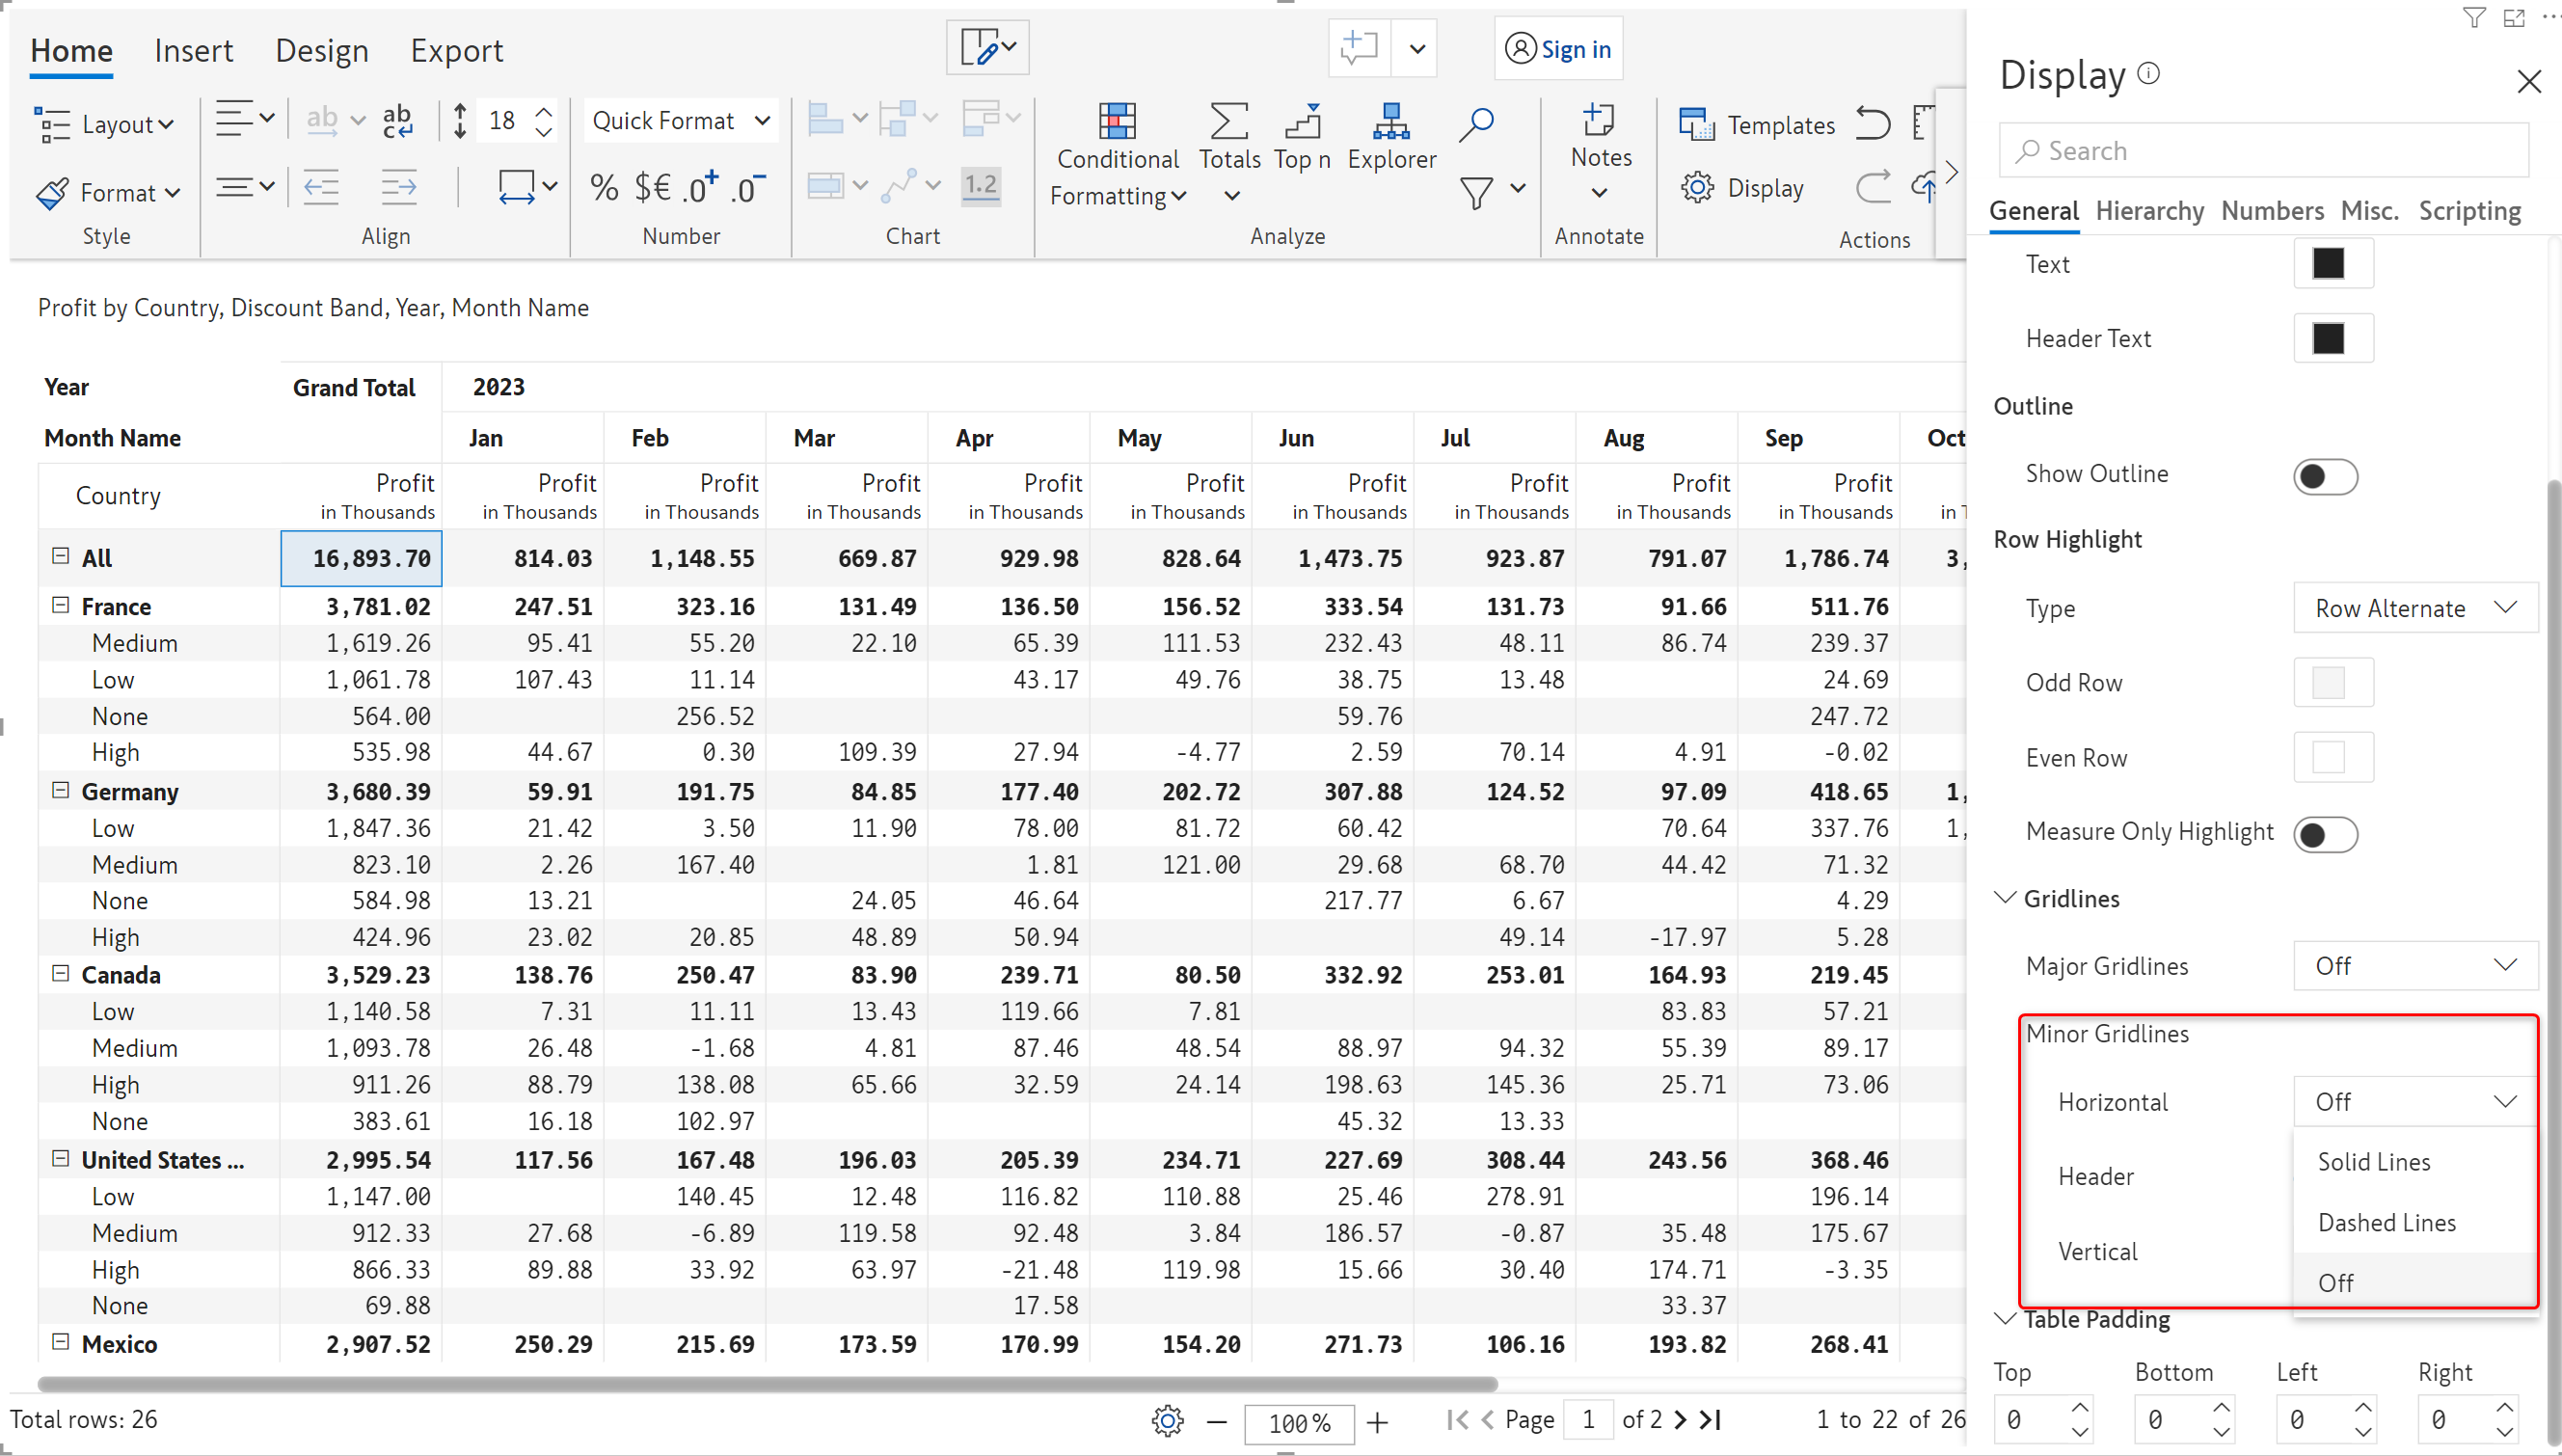 Home Insert Design Export Sign in
Layout ab ab c 18 Quick Format Conditional Formatting Totals Top n Explorer Notes Templates
Format % $€ .0+ .0- 1.2 Display
Style Align Number Chart Analyze Annotate Actions
Profit by Country, Discount Band, Year, Month Name
Year Grand Total 2023
Month Name Jan Feb Mar Apr May Jun Jul Aug Sep Oct
Country Profit Profit Profit Profit Profit Profit Profit Profit Profit Profit
in Thousands in Thousands in Thousands in Thousands in Thousands in Thousands in Thousands in Thousands in Thousands in Thousands in
All 16,893.70 814.03 1,148.55 669.87 929.98 828.64 1,473.75 923.87 791.07 1,786.74 3,
France 3,781.02 247.51 323.16 131.49 136.50 156.52 333.54 131.73 91.66 511.76
Medium 1,619.26 95.41 55.20 22.10 65.39 111.53 232.43 48.11 86.74 239.37
Low 1,061.78 107.43 11.14 43.17 49.76 38.75 13.48 24.69
None 564.00 256.52 59.76 247.72
High 535.98 44.67 0.30 109.39 27.94 -4.77 2.59 70.14 4.91 -0.02
Germany 3,680.39 59.91 191.75 84.85 177.40 202.72 307.88 124.52 97.09 418.65 1,
Low 1,847.36 21.42 3.50 11.90 78.00 81.72 60.42 70.64 337.76 1,
Medium 823.10 2.26 167.40 1.81 121.00 29.68 68.70 44.42 71.32
None 584.98 13.21 24.05 46.64 217.77 6.67 4.29
High 424.96 23.02 20.85 48.89 50.94 49.14 -17.97 5.28
Canada 3,529.23 138.76 250.47 83.90 239.71 80.50 332.92 253.01 164.93 219.45
Low 1,140.58 7.31 11.11 13.43 119.66 7.81 83.83 57.21
Medium 1,093.78 26.48 -1.68 4.81 87.46 48.54 88.97 94.32 55.39 89.17
High 911.26 88.79 138.08 65.66 32.59 24.14 198.63 145.36 25.71 73.06
None 383.61 16.18 102.97 45.32 13.33
United States ... 2,995.54 117.56 167.48 196.03 205.39 234.71 227.69 308.44 243.56 368.46
Low 1,147.00 140.45 12.48 116.82 110.88 25.46 278.91 196.14
Medium 912.33 27.68 -6.89 119.58 92.48 3.84 186.57 -0.87 35.48 175.67
High 866.33 89.88 33.92 63.97 -21.48 119.98 15.66 30.40 174.71 -3.35
None 69.88 17.58 33.37
Mexico 2,907.52 250.29 215.69 173.59 170.99 154.20 271.73 106.16 193.82 268.41
Total rows: 26 100% Page 1 of 2 1 to 22 of 26
Display
Search
General Hierarchy Numbers Misc. Scripting
Text
Header Text
Outline
Show Outline
Row Highlight
Type Row Alternate
Odd Row
Even Row
Measure Only Highlight
Gridlines
Major Gridlines Off
Minor Gridlines
Horizontal Off
Solid Lines
Header
Dashed Lines
Vertical
Off
Table Padding
Top Bottom Left Right
0 0 0 0